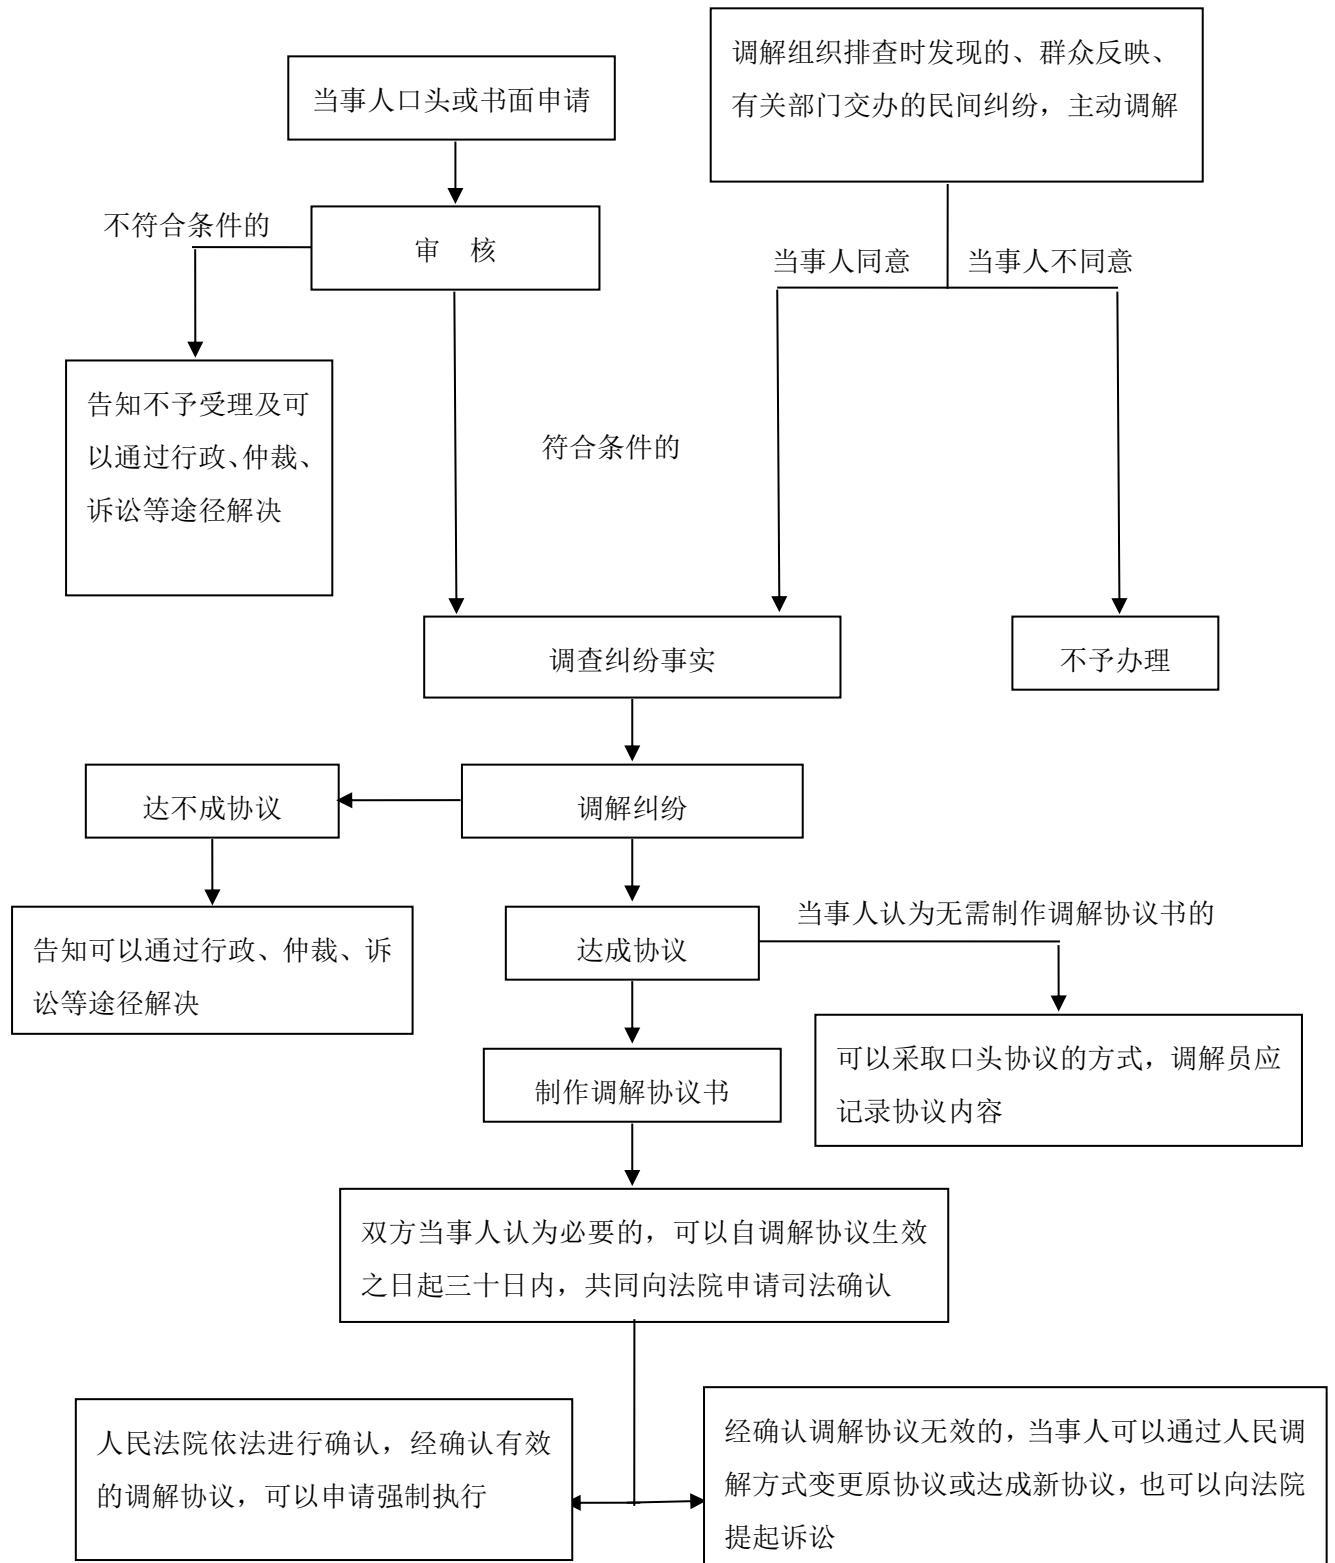 当事人口头或书面申请
调解组织排查时发现的、群众反映、
有关部门交办的民间纠纷，主动调解
不符合条件的
审 核
当事人同意
当事人不同意
告知不予受理及可
以通过行政、仲裁、
诉讼等途径解决
符合条件的
调查纠纷事实
不予办理
达不成协议
调解纠纷
告知可以通过行政、仲裁、诉
讼等途径解决
达成协议
当事人认为无需制作调解协议书的
可以采取口头协议的方式，调解员应
记录协议内容
制作调解协议书
双方当事人认为必要的，可以自调解协议生效
之日起三十日内，共同向法院申请司法确认
人民法院依法进行确认，经确认有效
的调解协议，可以申请强制执行
经确认调解协议无效的，当事人可以通过人民调
解方式变更原协议或达成新协议，也可以向法院
提起诉讼